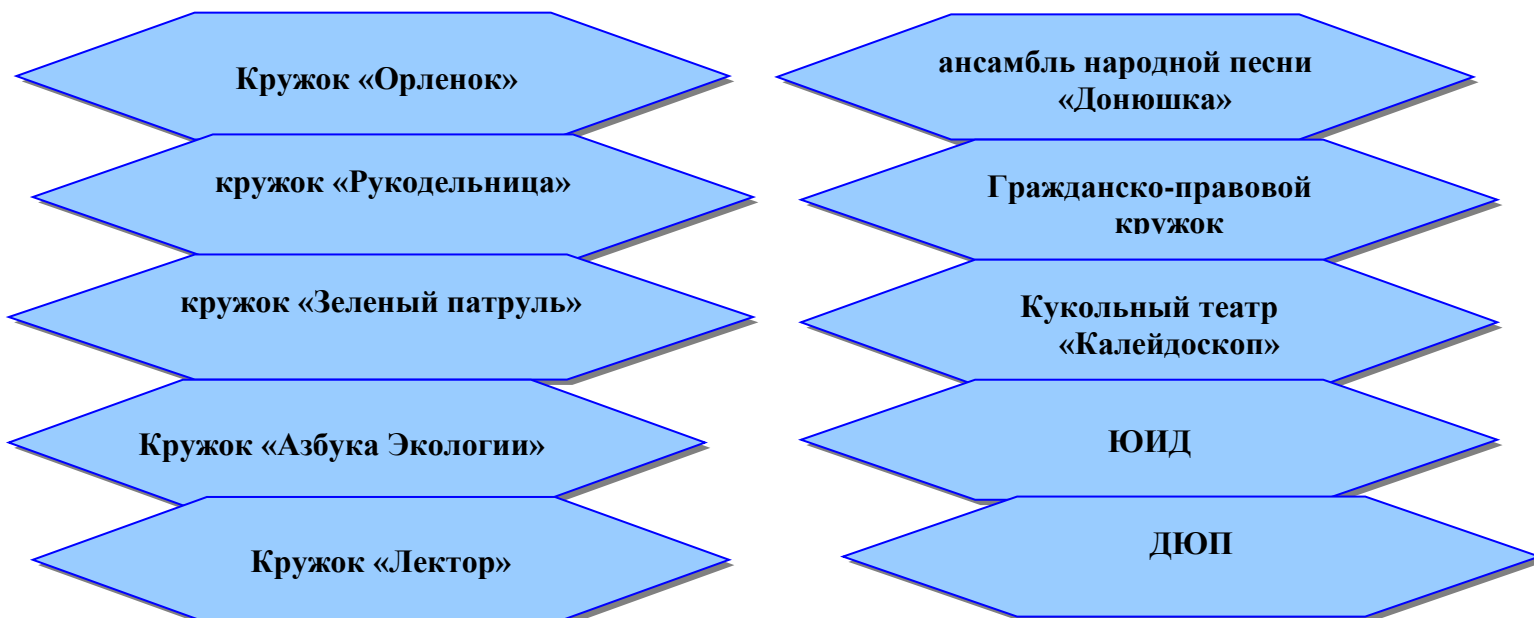 Кружок «Орленок»
кружок «Рукодельница»
кружок «Зеленый патруль»
Кружок «Азбука Экологии»
Кружок «Лектор»
ансамбль народной песни
«Донюшка»
Гражданско-правовой
кружок
Кукольный театр
«Калейдоскоп»
ЮИД
ДЮП